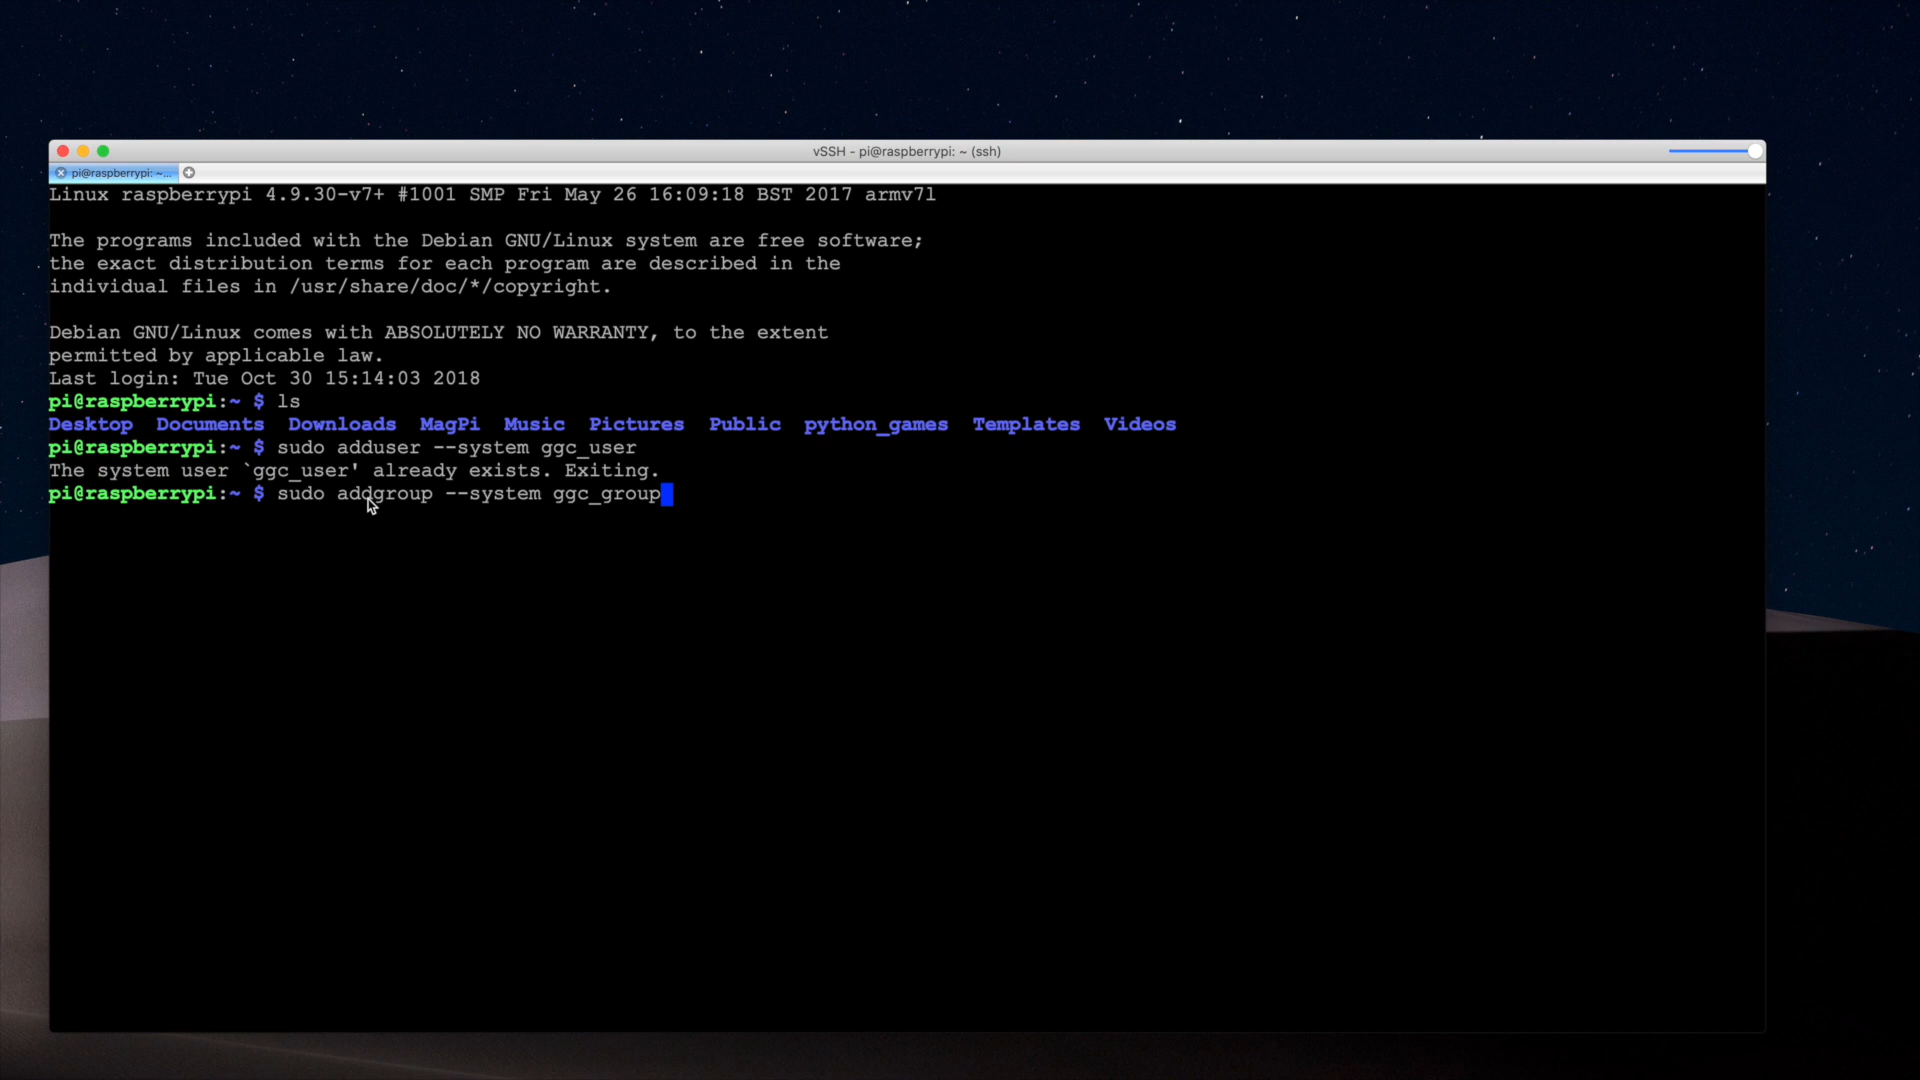 vSSH - pi@raspberrypi: ~ (ssh)
pi@raspberrypi: ~...
Linux raspberrypi 4.9.30-v7+ #1001 SMP Fri May 26 16:09:18 BST 2017 armv7l
The programs included with the Debian GNU/Linux system are free software;
the exact distribution terms for each program are described in the
individual files in /usr/share/doc/*/copyright.
Debian GNU/Linux comes with ABSOLUTELY NO WARRANTY, to the extent
permitted by applicable law.
Last login: Tue Oct 30 15:14:03 2018
pi@raspberrypi:~ $ ls
Desktop  Documents  Downloads  MagPi  Music  Pictures  Public  python_games  Templates  Videos
pi@raspberrypi:~ $ sudo adduser --system ggc_user
The system user `ggc_user' already exists. Exiting.
pi@raspberrypi:~ $ sudo addgroup --system ggc_group